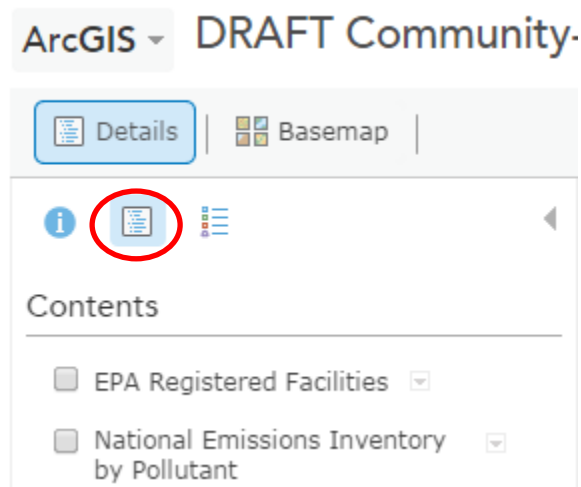 ArcGIS DRAFT Community-
Details Basemap
i
Contents
EPA Registered Facilities
National Emissions Inventory
by Pollutant